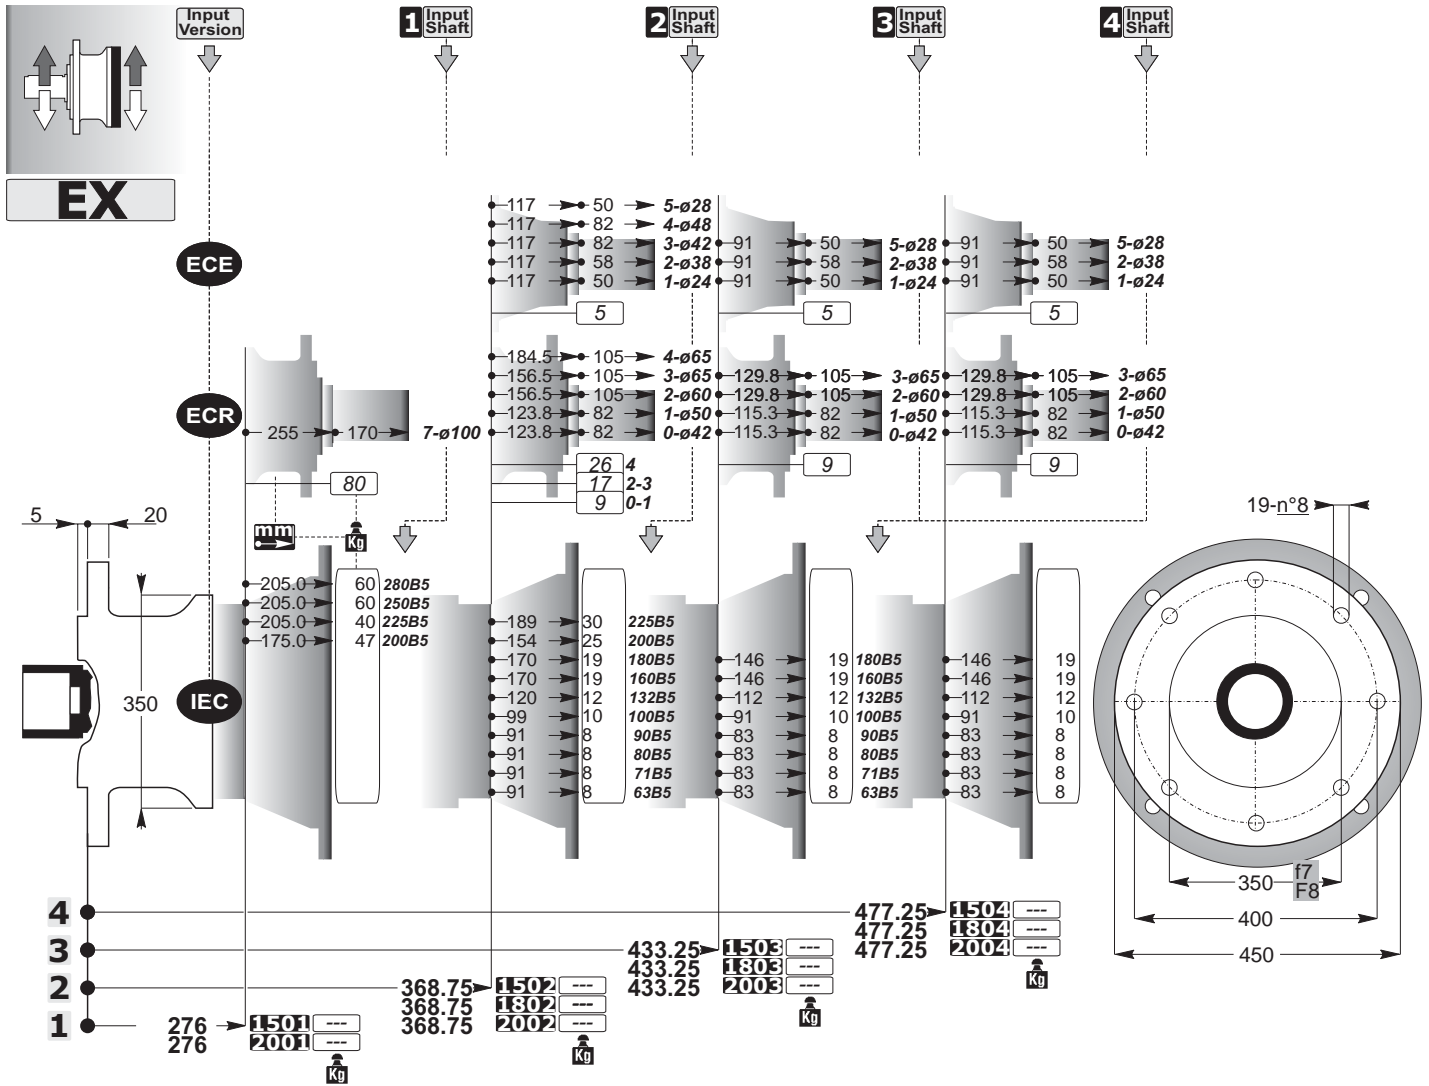 Input
Version
1 Input
Shaft
2 Input
Shaft
3 Input
Shaft
4 Input
Shaft
EX
ECE
117 50 5-ø28
117 82 4-ø48
117 82 3-ø42
117 58 2-ø38
117 50 1-ø24
5
91 50 5-ø28
91 58 2-ø38
91 50 1-ø24
5
91 50 5-ø28
91 58 2-ø38
91 50 1-ø24
5
ECR
255 170 7-ø100
80
184.5 105 4-ø65
156.5 105 3-ø65
156.5 105 2-ø60
123.8 82 1-ø50
123.8 82 0-ø42
26 4
17 2-3
9 0-1
129.8 105 3-ø65
129.8 105 2-ø60
115.3 82 1-ø50
115.3 82 0-ø42
9
129.8 105 3-ø65
129.8 105 2-ø60
115.3 82 1-ø50
115.3 82 0-ø42
9
mm
Kg
5 20
350
IEC
205.0 60 280B5
205.0 60 250B5
205.0 40 225B5
175.0 47 200B5
189 30 225B5
154 25 200B5
170 19 180B5
170 19 160B5
120 12 132B5
99 10 100B5
91 8 90B5
91 8 80B5
91 8 71B5
91 8 63B5
146 19 180B5
146 19 160B5
112 12 132B5
91 10 100B5
83 8 90B5
83 8 80B5
83 8 71B5
83 8 63B5
146 19
146 19
112 12
91 10
83 8
83 8
83 8
83 8
19-n°8
350 f7
F8
400
450
4 477.25 1504 ---
477.25 1804 ---
477.25 2004 ---
Kg
3 433.25 1503 ---
433.25 1803 ---
433.25 2003 ---
Kg
2 368.75 1502 ---
368.75 1802 ---
368.75 2002 ---
Kg
1 276 1501 ---
276 2001 ---
Kg